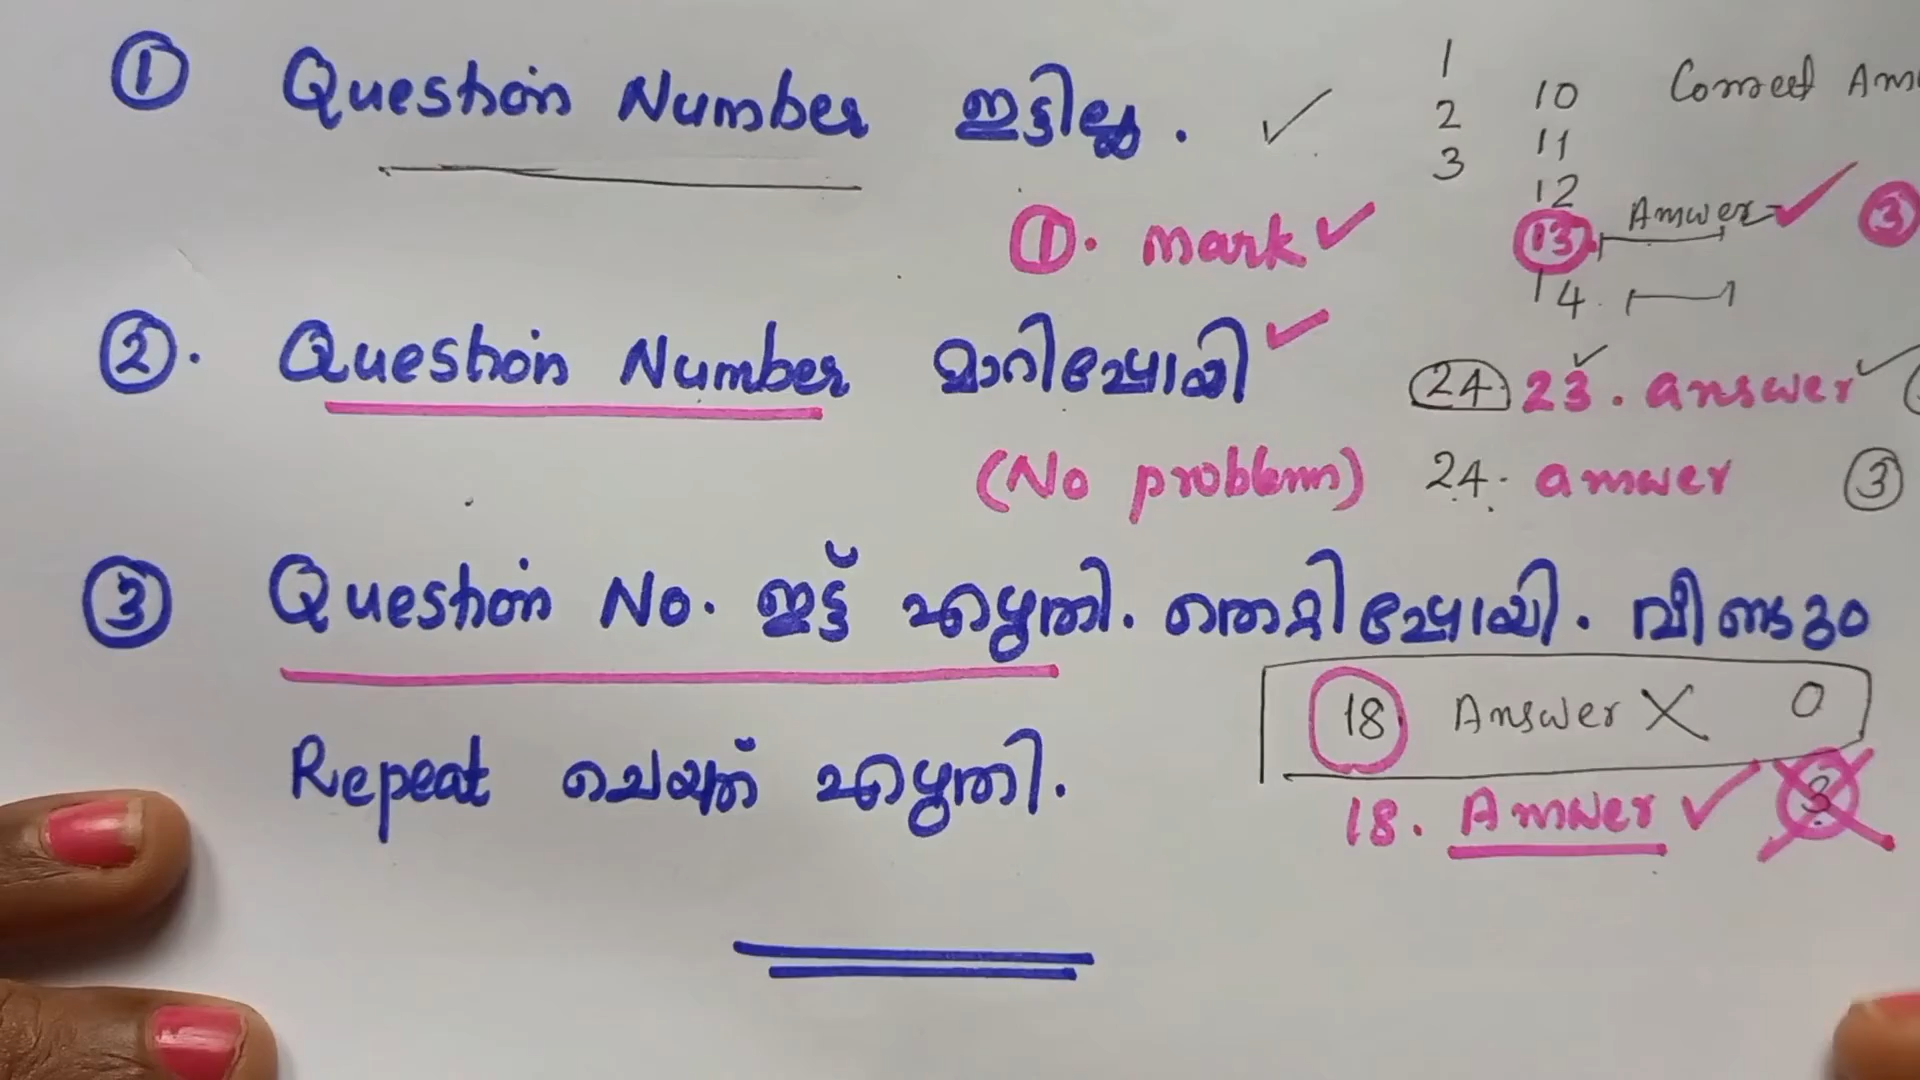 ① Question Number ഇട്ടില്ല.
①. mark
② . Question Number മാറിപ്പോയി
(No problem)
③ Question No. ഇട്ട് എഴുതി. തെറ്റിപ്പോയി. വീണ്ടും
Repeat ചെയ്ത് എഴുതി.
1
2
3
10
11
12
13 Answer 3
14.
Correct
24. 23. answer
24. answer 3
18 Answer X 0
18. Answer 3